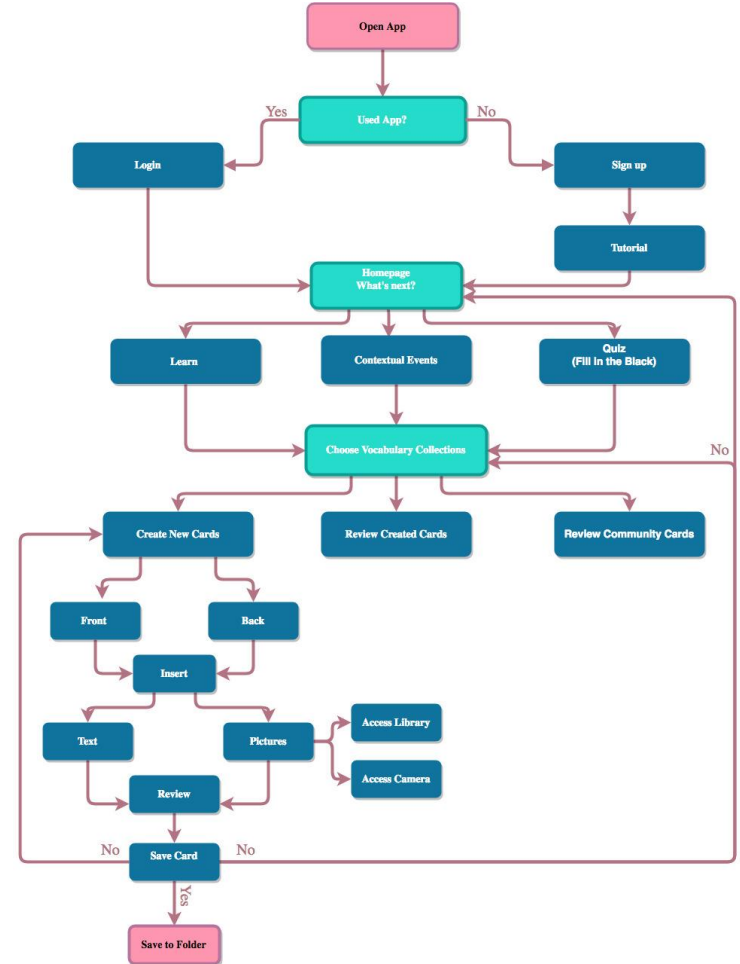 Open App
Yes
No
Used App?
Login
Sign up
Tutorial
Homepage
What's next?
Learn
Contextual Events
Quiz
(Fill in the Black)
Choose Vocabulary Collections
No
Create New Cards
Review Created Cards
Review Community Cards
Front
Back
Insert
Text
Pictures
Access Library
Access Camera
Review
No
Save Card
No
Yes
Save to Folder